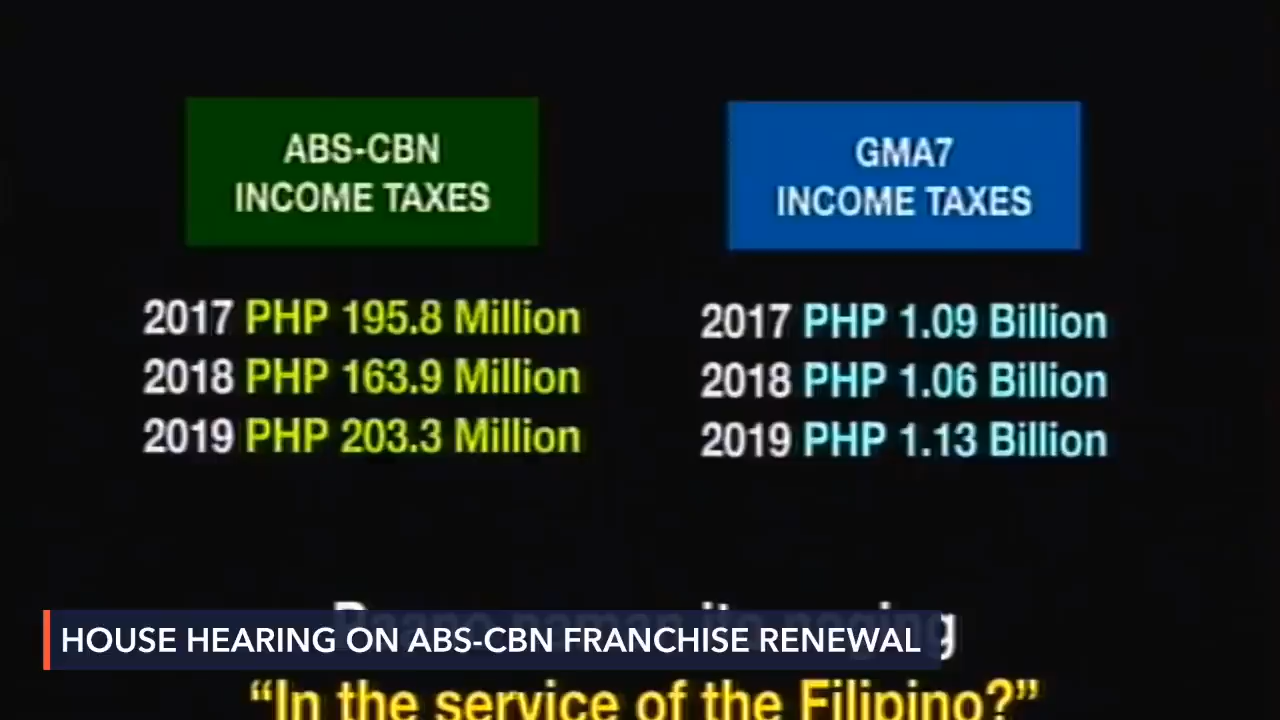 ABS-CBN
INCOME TAXES
2017 PHP 195.8 Million
2018 PHP 163.9 Million
2019 PHP 203.3 Million
GMA7
INCOME TAXES
2017 PHP 1.09 Billion
2018 PHP 1.06 Billion
2019 PHP 1.13 Billion
HOUSE HEARING ON ABS-CBN FRANCHISE RENEWAL
“In the service of the Filipino?”